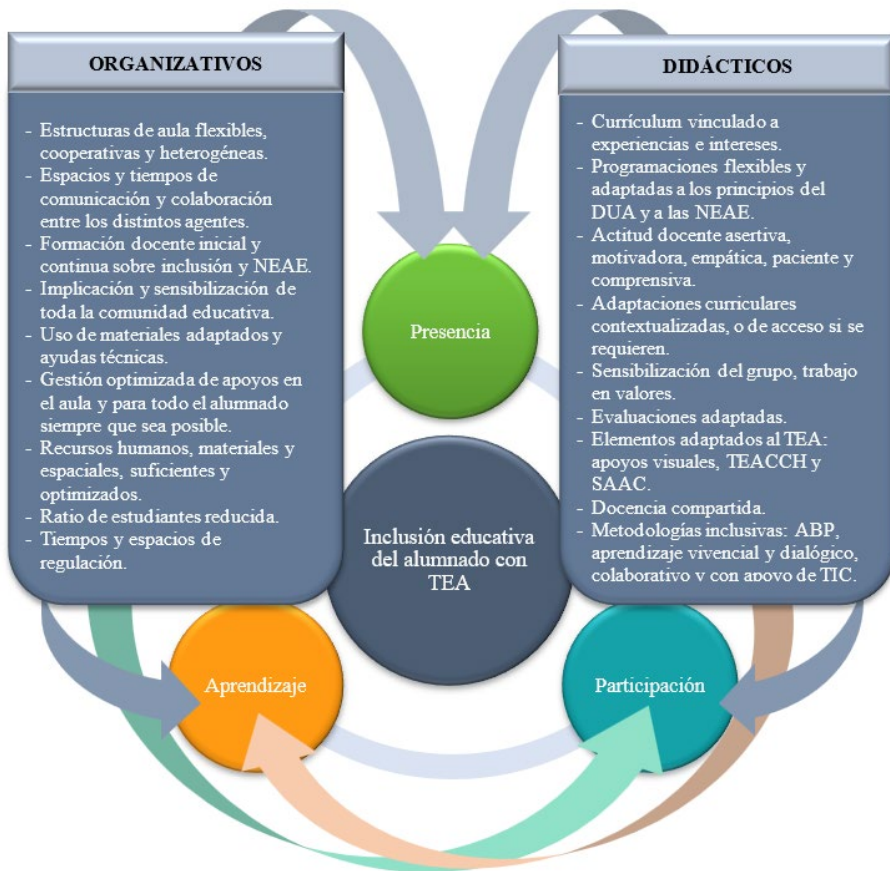 ORGANIZATIVOS
- Estructuras de aula flexibles,
cooperativas y heterogéneas.
- Espacios y tiempos de
comunicación y colaboración
entre los distintos agentes.
- Formación docente inicial y
continua sobre inclusión y NEAE.
- Implicación y sensibilización de
toda la comunidad educativa.
- Uso de materiales adaptados y
ayudas técnicas.
- Gestión optimizada de apoyos en
el aula y para todo el alumnado
siempre que sea posible.
- Recursos humanos, materiales y
espaciales, suficientes y
optimizados.
- Ratio de estudiantes reducida.
- Tiempos y espacios de
regulación.
DIDÁCTICOS
- Currículum vinculado a
experiencias e intereses.
- Programaciones flexibles y
adaptadas a los principios del
DUA y a las NEAE.
- Actitud docente asertiva,
motivadora, empática, paciente y
comprensiva.
- Adaptaciones curriculares
contextualizadas, o de acceso si se
requieren.
- Sensibilización del grupo, trabajo
en valores.
- Evaluaciones adaptadas.
- Elementos adaptados al TEA:
apoyos visuales, TEACCH y
SAAC.
- Docencia compartida.
- Metodologías inclusivas: ABP,
aprendizaje vivencial y dialógico,
colaborativo y con apoyo de TIC.
Presencia
Inclusión educativa
del alumnado con
TEA
Aprendizaje
Participación